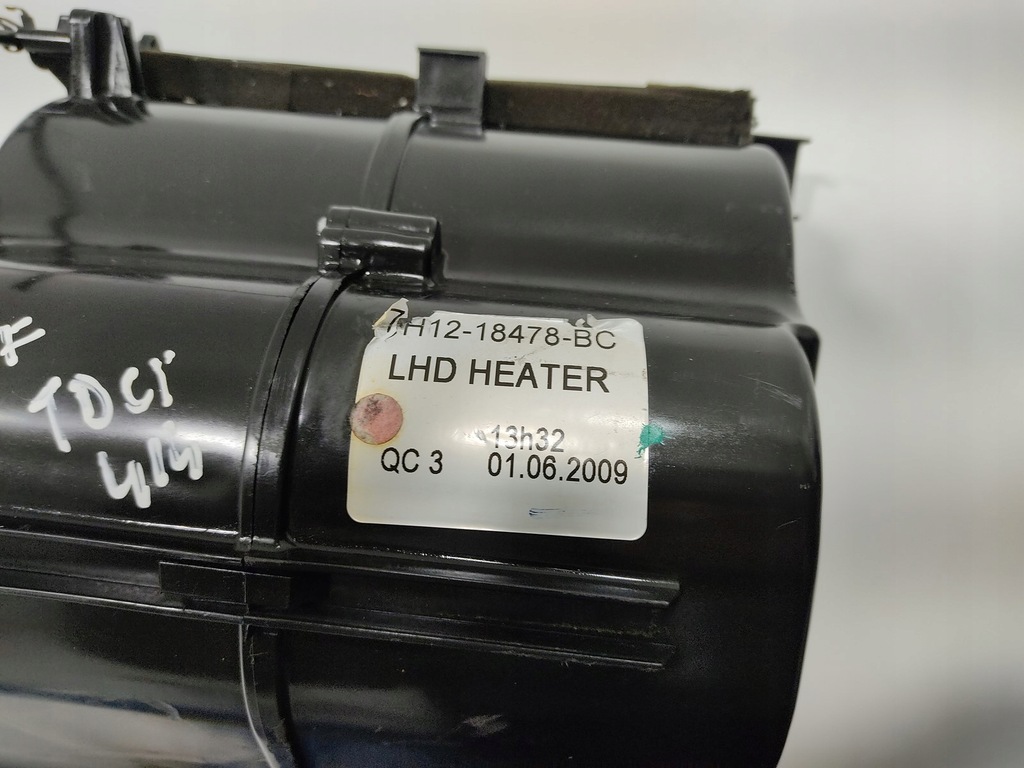 7H12-18478-BC
LHD HEATER
13h32
QC 3 01.06.2009
TDCI